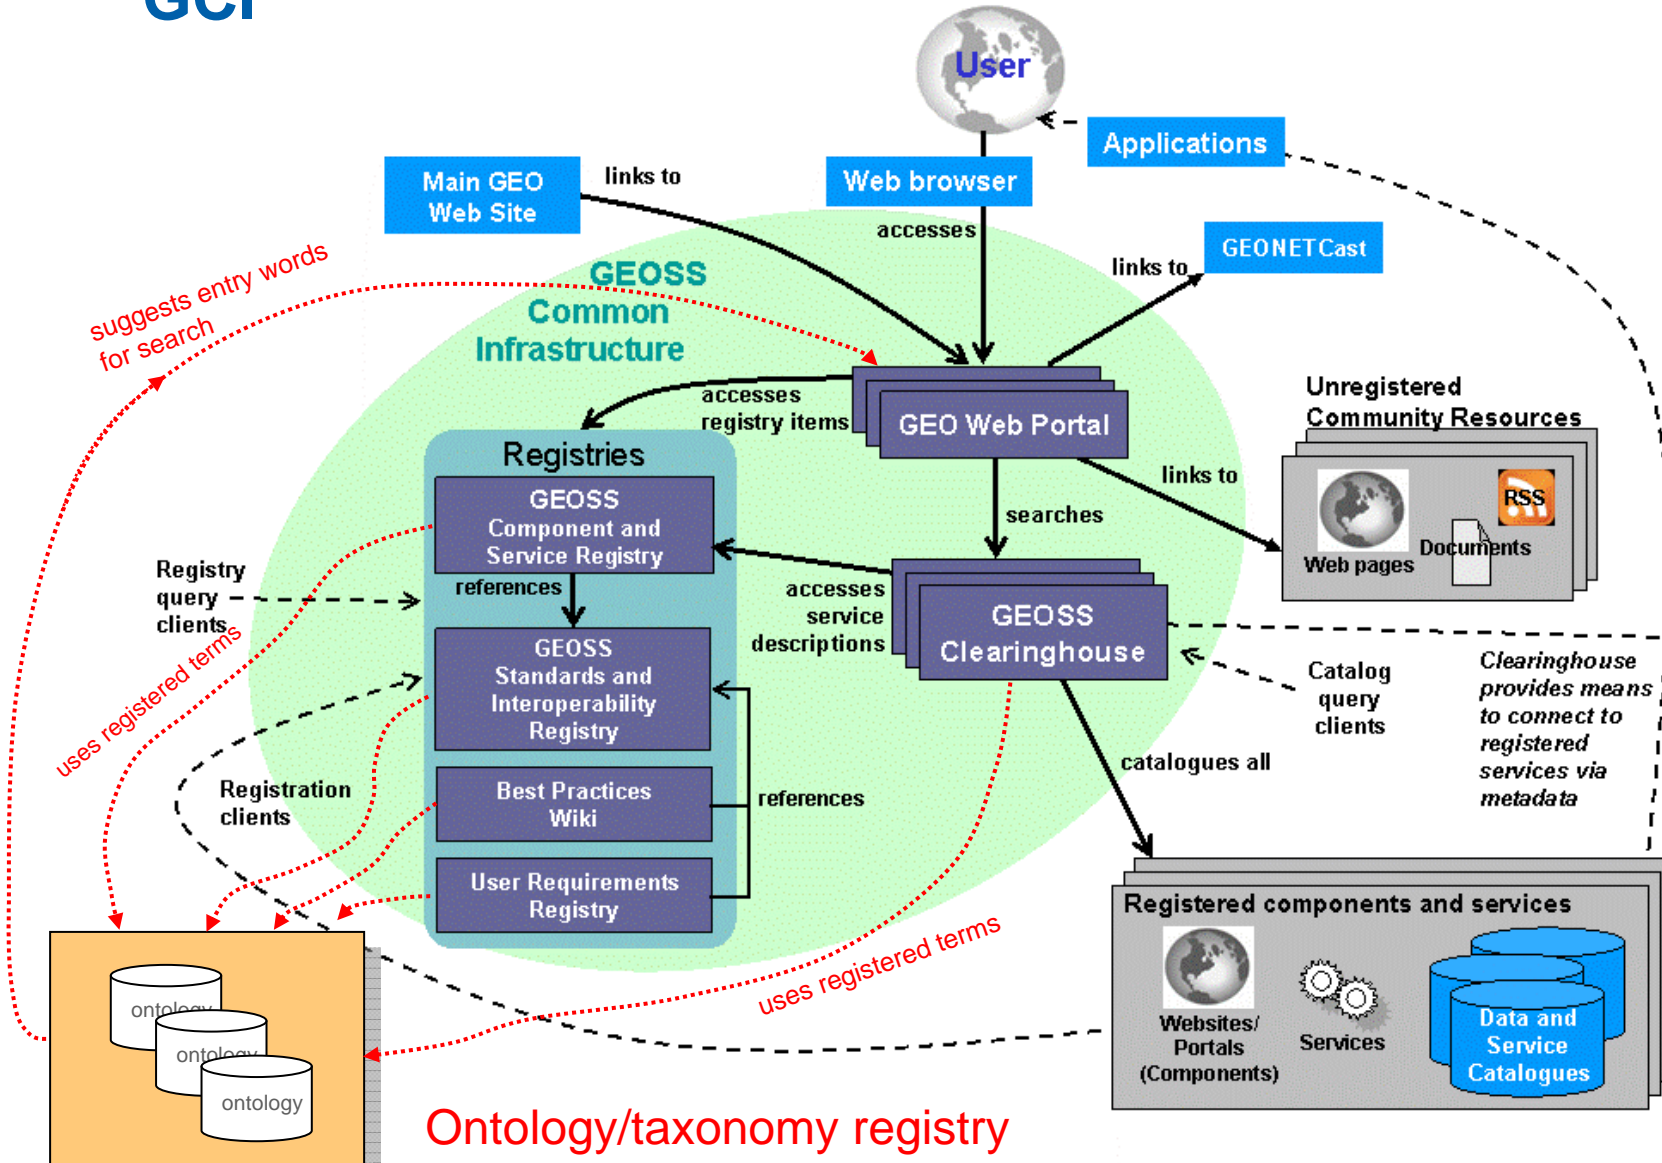 GCI
User
Applications
Main GEO
Web Site
links to
Web browser
accesses
GEONETCast
links to
suggests entry words
for search
GEOSS
Common
Infrastructure
accesses
registry items
GEO Web Portal
Unregistered
Community Resources
links to
RSS
Web pages
Documents
Registries
GEOSS
Component and
Service Registry
searches
Registry
query
clients
references
accesses
service
descriptions
GEOSS
Clearinghouse
uses registered terms
GEOSS
Standards and
Interoperability
Registry
Catalog
query
clients
Clearinghouse
provides means
to connect to
registered
services via
metadata
Registration
clients
Best Practices
Wiki
references
catalogues all
User Requirements
Registry
uses registered terms
Registered components and services
Websites/
Portals
(Components)
Services
Data and
Service
Catalogues
ontology
ontology
ontology
Ontology/taxonomy registry